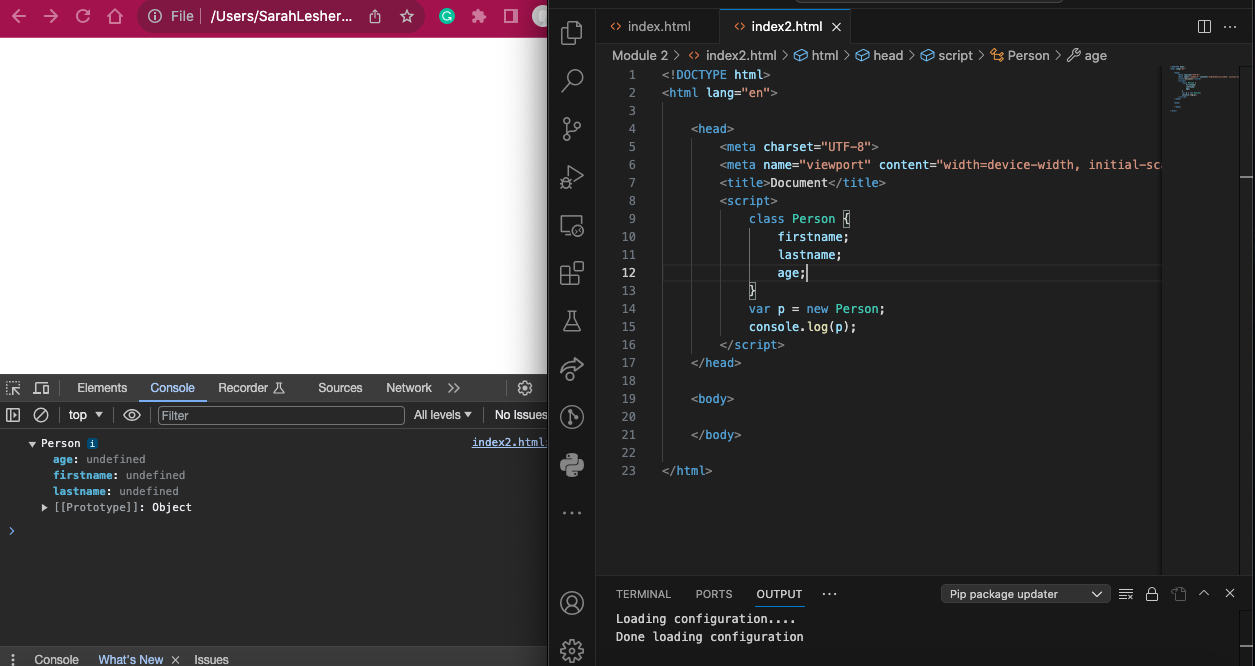 File /Users/SarahLesher...
Elements Console Recorder Sources Network
top Filter All levels No Issues
Person i index2.html:
age: undefined
firstname: undefined
lastname: undefined
[[Prototype]]: Object
Console What's New Issues
index.html index2.html
Module 2 > index2.html > html > head > script > Person > age
1 <!DOCTYPE html>
2 <html lang="en">
3
4 <head>
5 <meta charset="UTF-8">
6 <meta name="viewport" content="width=device-width, initial-sc
7 <title>Document</title>
8 <script>
9 class Person {
10 firstname;
11 lastname;
12 age;
13 }
14 var p = new Person;
15 console.log(p);
16 </script>
17 </head>
18
19 <body>
20
21 </body>
22
23 </html>
TERMINAL PORTS OUTPUT ... Pip package updater
Loading configuration....
Done loading configuration